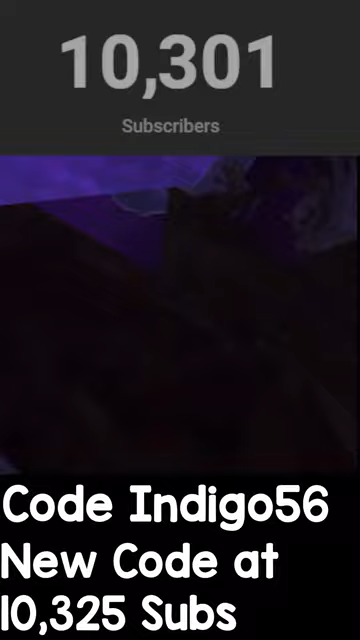 10,301
Subscribers
Code Indigo56
New Code at
10,325 Subs